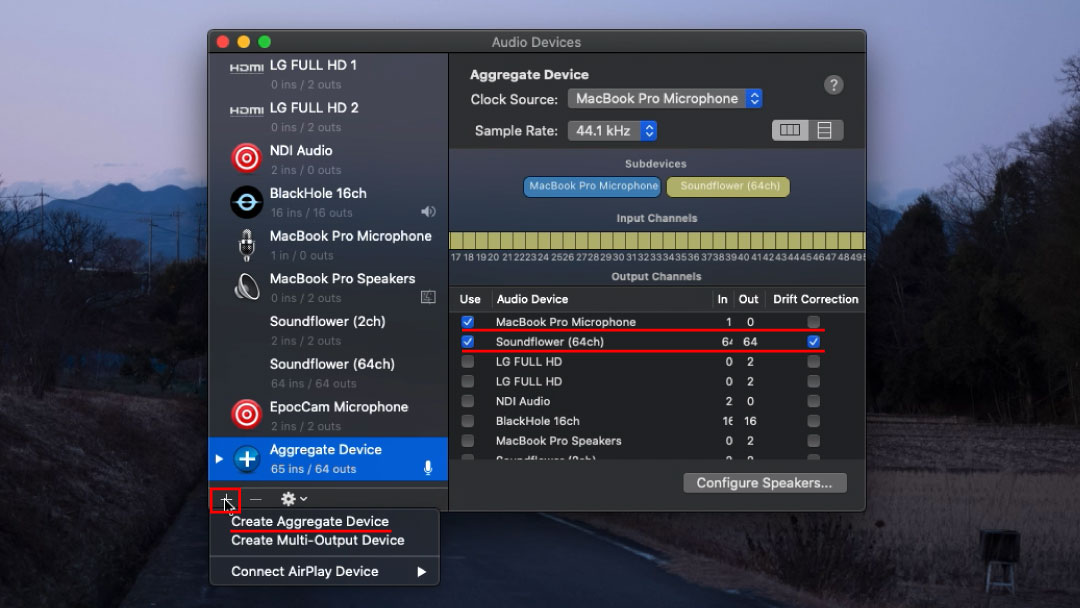 Audio Devices
HDMI LG FULL HD 1
0 ins / 2 outs
HDMI LG FULL HD 2
0 ins / 2 outs
NDI Audio
2 ins / 0 outs
BlackHole 16ch
16 ins / 16 outs
MacBook Pro Microphone
1 in / 0 outs
MacBook Pro Speakers
0 ins / 2 outs
Soundflower (2ch)
2 ins / 2 outs
Soundflower (64ch)
64 ins / 64 outs
EpocCam Microphone
2 ins / 2 outs
Aggregate Device
65 ins / 64 outs
Create Aggregate Device
Create Multi-Output Device
Connect AirPlay Device
Aggregate Device
?
Clock Source: MacBook Pro Microphone
Sample Rate: 44.1 kHz
Subdevices
MacBook Pro Microphone Soundflower (64ch)
Input Channels
17 18 19 20 21 22 23 24 25 26 27 28 29 30 31 32 33 34 35 36 37 38 39 40 41 42 43 44 45 46 47 48 49
Output Channels
Use Audio Device In Out Drift Correction
MacBook Pro Microphone 1 0
Soundflower (64ch) 64 64
LG FULL HD 0 2
LG FULL HD 0 2
NDI Audio 2 0
BlackHole 16ch 16 16
MacBook Pro Speakers 0 2
Soundflower (2ch) 2 2
Configure Speakers...